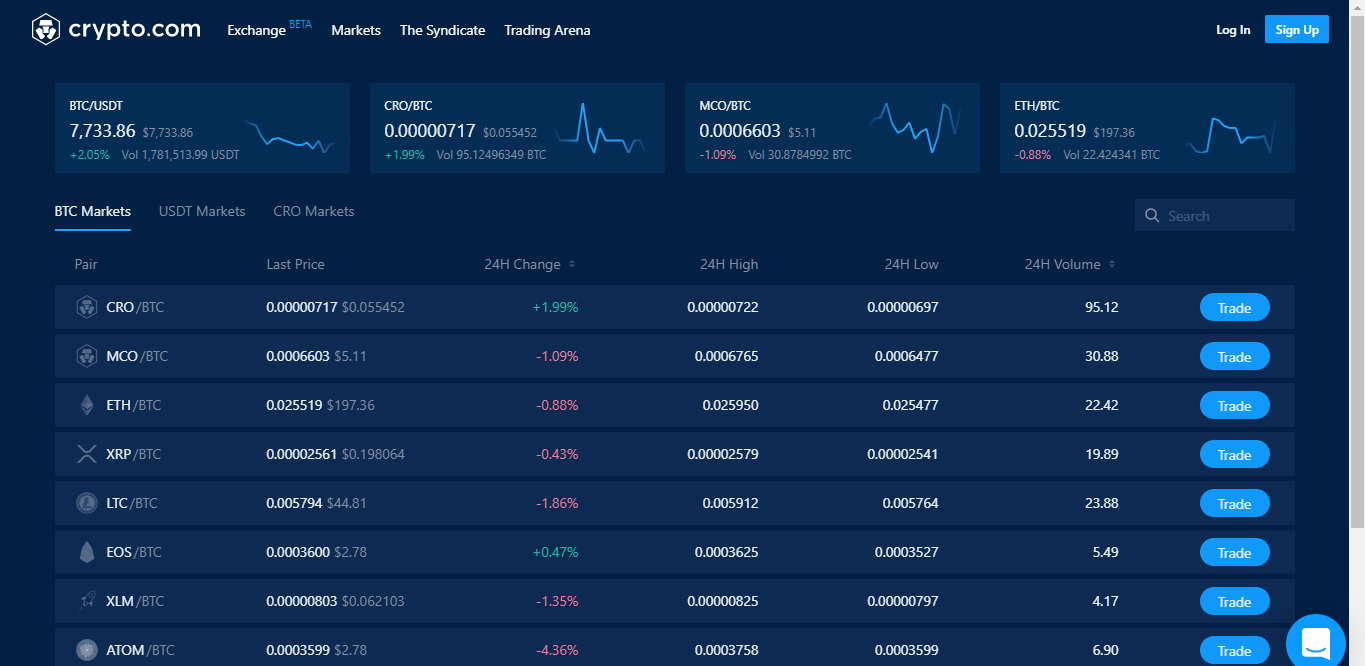 crypto.com Exchange BETA Markets The Syndicate Trading Arena Log In Sign Up
BTC/USDT CRO/BTC MCO/BTC ETH/BTC
7,733.86 $7,733.86 0.00000717 $0.055452 0.0006603 $5.11 0.025519 $197.36
+2.05% Vol 1,781,513.99 USDT +1.99% Vol 95.12496349 BTC -1.09% Vol 30.8784992 BTC -0.88% Vol 22.424341 BTC
BTC Markets USDT Markets CRO Markets Search
Pair Last Price 24H Change 24H High 24H Low 24H Volume
CRO/BTC 0.00000717 $0.055452 +1.99% 0.00000722 0.00000697 95.12 Trade
MCO/BTC 0.0006603 $5.11 -1.09% 0.0006765 0.0006477 30.88 Trade
ETH/BTC 0.025519 $197.36 -0.88% 0.025950 0.025477 22.42 Trade
XRP/BTC 0.00002561 $0.198064 -0.43% 0.00002579 0.00002541 19.89 Trade
LTC/BTC 0.005794 $44.81 -1.86% 0.005912 0.005764 23.88 Trade
EOS/BTC 0.0003600 $2.78 +0.47% 0.0003625 0.0003527 5.49 Trade
XLM/BTC 0.00000803 $0.062103 -1.35% 0.00000825 0.00000797 4.17 Trade
ATOM/BTC 0.0003599 $2.78 -4.36% 0.0003758 0.0003599 6.90 Trade